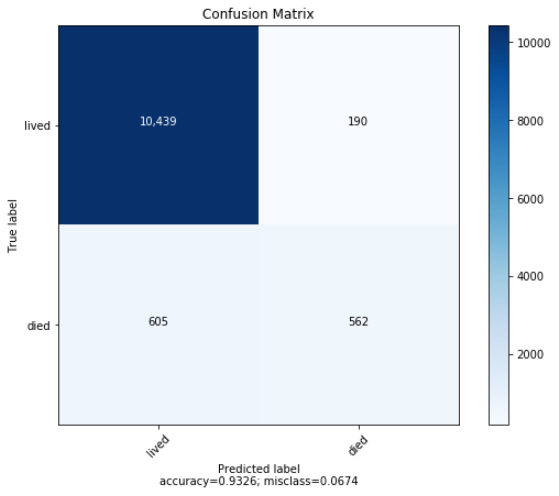 Confusion Matrix
True label
lived
died
10,439
190
605
562
lived
died
Predicted label
accuracy=0.9326; misclass=0.0674
10000
8000
6000
4000
2000